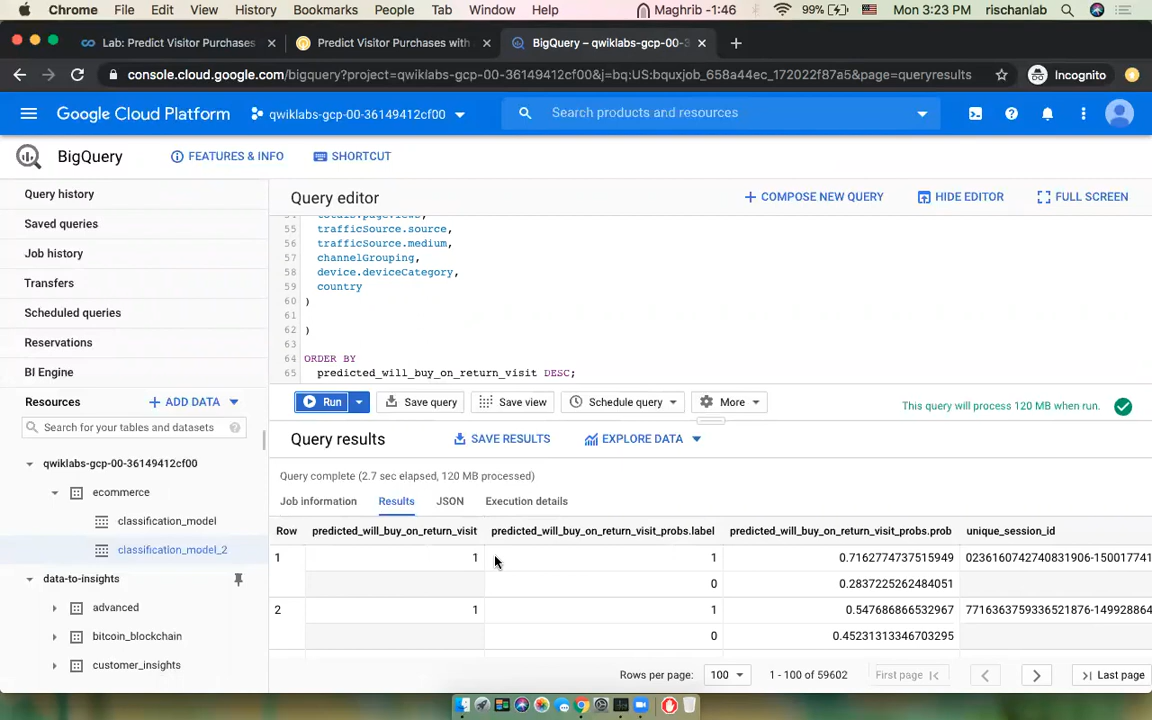 Chrome File Edit View History Bookmarks People Tab Window Help Maghrib -1:46 99% Mon 3:23 PM rischanlab
Lab: Predict Visitor Purchases × Predict Visitor Purchases with × BigQuery – qwiklabs-gcp-00-3 × +
console.cloud.google.com/bigquery?project=qwiklabs-gcp-00-36149412cf00&j=bq:US:bquxjob_658a44ec_172022f87a5&page=queryresults Incognito
Google Cloud Platform qwiklabs-gcp-00-36149412cf00 Search products and resources
BigQuery FEATURES & INFO SHORTCUT
Query history
Saved queries
Job history
Transfers
Scheduled queries
Reservations
BI Engine
Resources + ADD DATA
Search for your tables and datasets
qwiklabs-gcp-00-36149412cf00
ecommerce
classification_model
classification_model_2
data-to-insights
advanced
bitcoin_blockchain
customer_insights
Query editor + COMPOSE NEW QUERY HIDE EDITOR FULL SCREEN
54 totals.pageviews,
55 trafficSource.source,
56 trafficSource.medium,
57 channelGrouping,
58 device.deviceCategory,
59 country
60 )
61
62 )
63
64 ORDER BY
65 predicted_will_buy_on_return_visit DESC;
Run Save query Save view Schedule query More This query will process 120 MB when run.
Query results SAVE RESULTS EXPLORE DATA
Query complete (2.7 sec elapsed, 120 MB processed)
Job information Results JSON Execution details
Row predicted_will_buy_on_return_visit predicted_will_buy_on_return_visit_probs.label predicted_will_buy_on_return_visit_probs.prob unique_session_id
1 1 1 0.7162774737515949 0236160742740831906-150017741
0 0.2837225262484051
2 1 1 0.547686866532967 7716363759336521876-149928864
0 0.45231313346703295
Rows per page: 100 1 - 100 of 59602 First page Last page